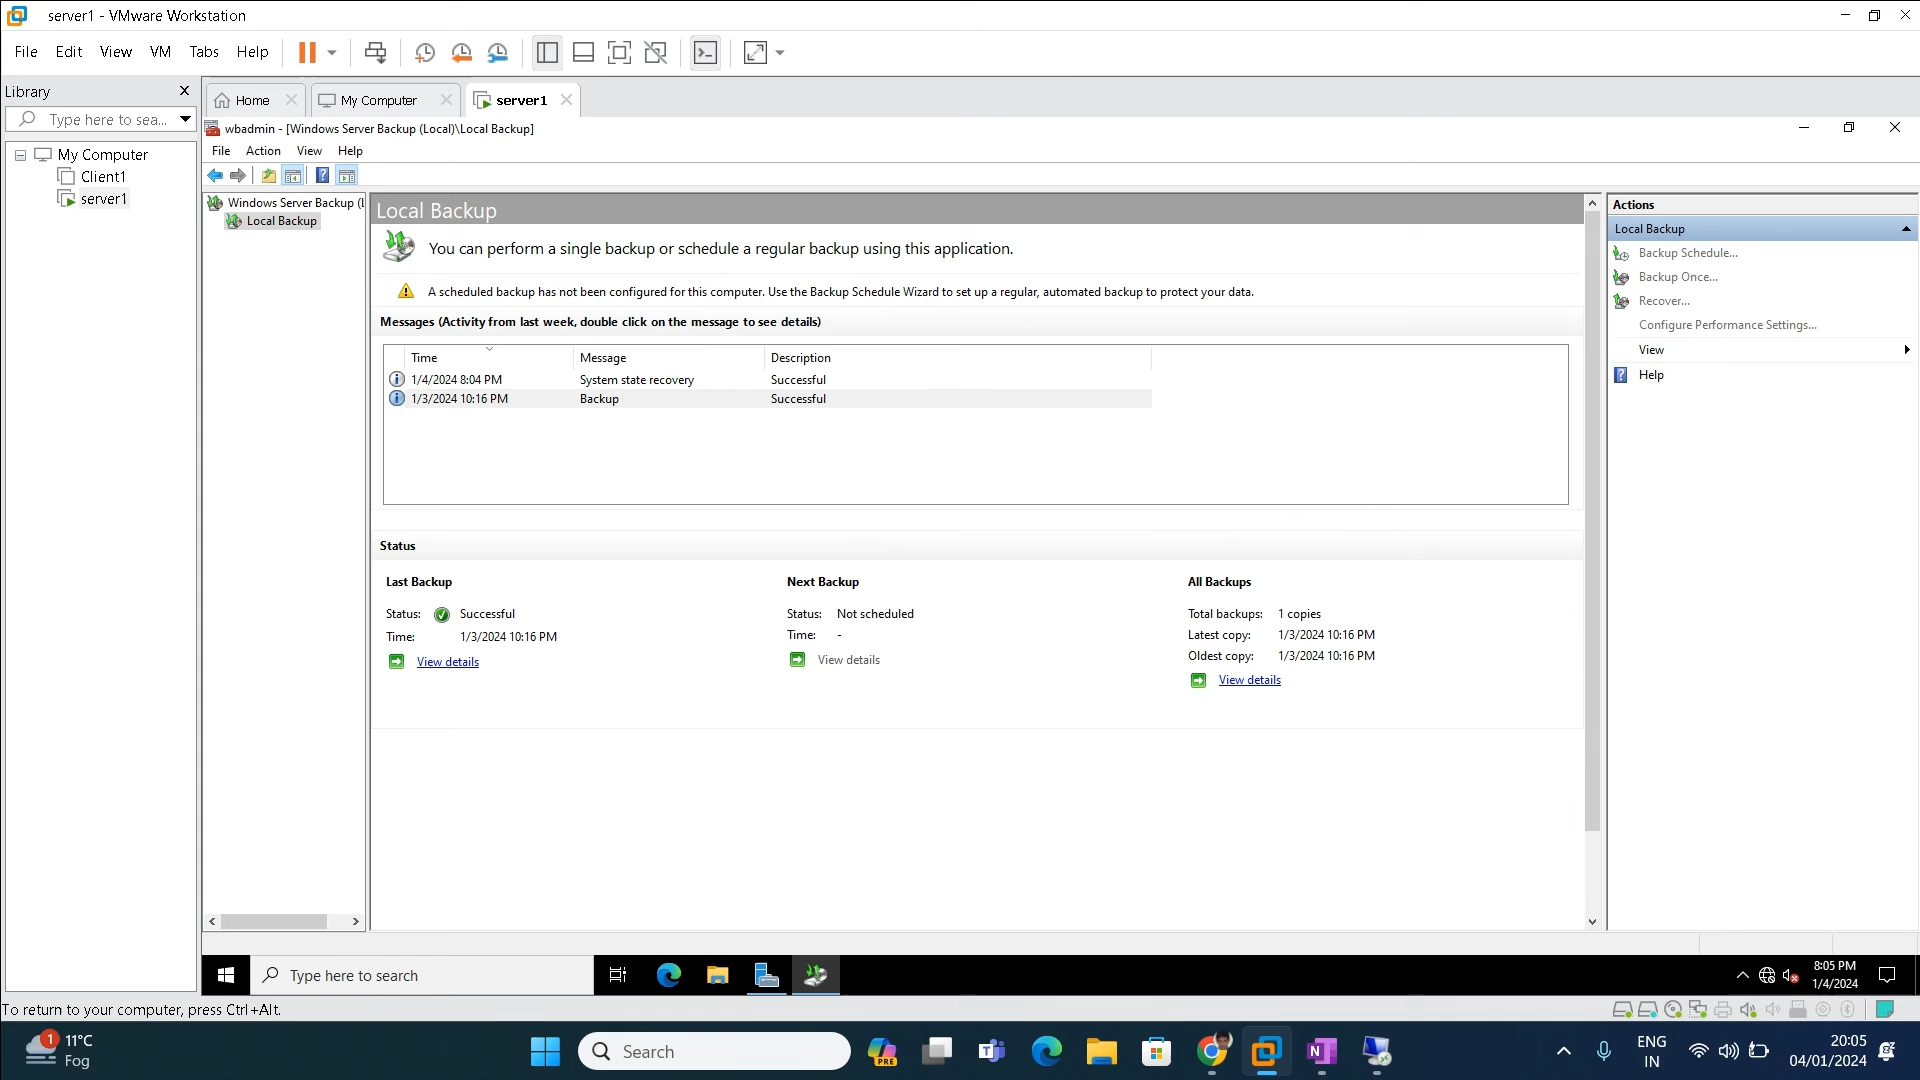 server1 - VMware Workstation
File Edit View VM Tabs Help
Library
Type here to sea...
My Computer
Client1
server1
Home
My Computer
server1
wbadmin - [Windows Server Backup (Local)\Local Backup]
File Action View Help
Windows Server Backup (L
Local Backup
Local Backup
You can perform a single backup or schedule a regular backup using this application.
A scheduled backup has not been configured for this computer. Use the Backup Schedule Wizard to set up a regular, automated backup to protect your data.
Messages (Activity from last week, double click on the message to see details)
Time Message Description
1/4/2024 8:04 PM System state recovery Successful
1/3/2024 10:16 PM Backup Successful
Status
Last Backup
Status: Successful
Time: 1/3/2024 10:16 PM
View details
Next Backup
Status: Not scheduled
Time: -
View details
All Backups
Total backups: 1 copies
Latest copy: 1/3/2024 10:16 PM
Oldest copy: 1/3/2024 10:16 PM
View details
Actions
Local Backup
Backup Schedule...
Backup Once...
Recover...
Configure Performance Settings...
View
Help
Type here to search
8:05 PM
1/4/2024
To return to your computer, press Ctrl+Alt.
1
11°C
Fog
Search
PRE
ENG
IN
20:05
04/01/2024